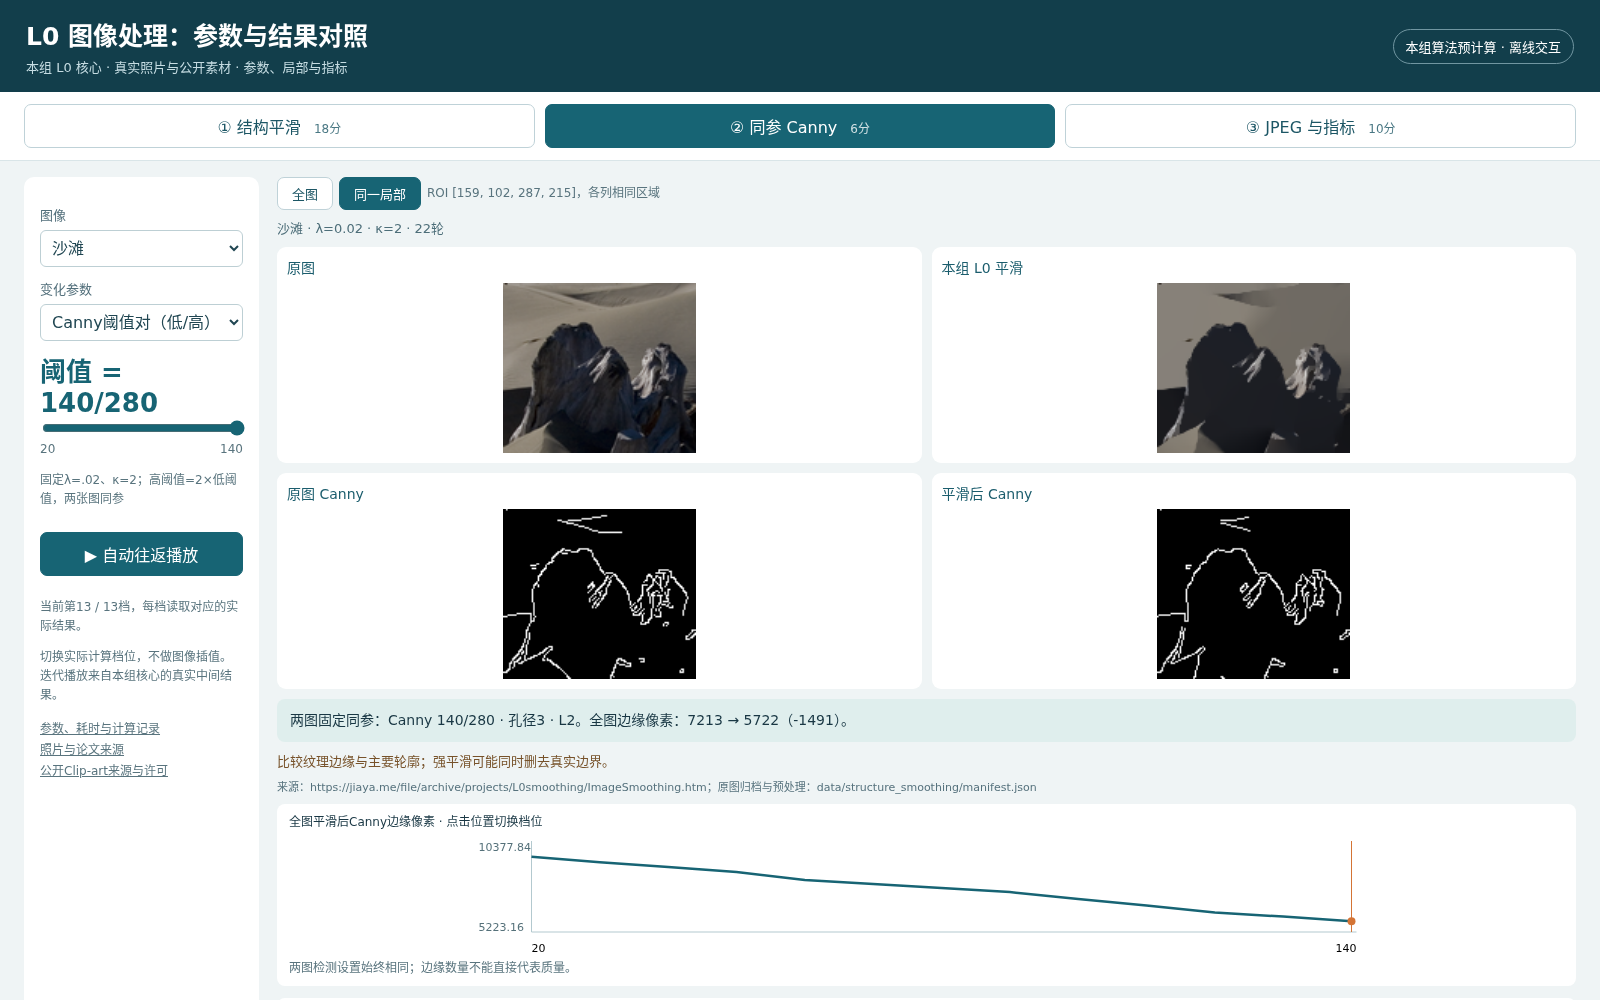 L0 图像处理：参数与结果对照
本组 L0 核心 · 真实照片与公开素材 · 参数、局部与指标
本组算法预计算 · 离线交互
① 结构平滑 18分
② 同参 Canny 6分
③ JPEG 与指标 10分
图像
沙滩
变化参数
Canny阈值对（低/高）
阈值 =
140/280
20 140
固定λ=.02、κ=2；高阈值=2×低阈
值，两张图同参
▶ 自动往返播放
当前第13 / 13档，每档读取对应的实
际结果。
切换实际计算档位，不做图像插值。
迭代播放来自本组核心的真实中间结
果。
参数、耗时与计算记录
照片与论文来源
公开Clip-art来源与许可
全图 同一局部 ROI [159, 102, 287, 215]，各列相同区域
沙滩 · λ=0.02 · κ=2 · 22轮
原图
本组 L0 平滑
原图 Canny
平滑后 Canny
两图固定同参：Canny 140/280 · 孔径3 · L2。全图边缘像素：7213 → 5722（-1491）。
比较纹理边缘与主要轮廓；强平滑可能同时删去真实边界。
来源：https://jiaya.me/file/archive/projects/L0smoothing/ImageSmoothing.htm；原图归档与预处理：data/structure_smoothing/manifest.json
全图平滑后Canny边缘像素 · 点击位置切换档位
10377.84
5223.16
20 140
两图检测设置始终相同；边缘数量不能直接代表质量。